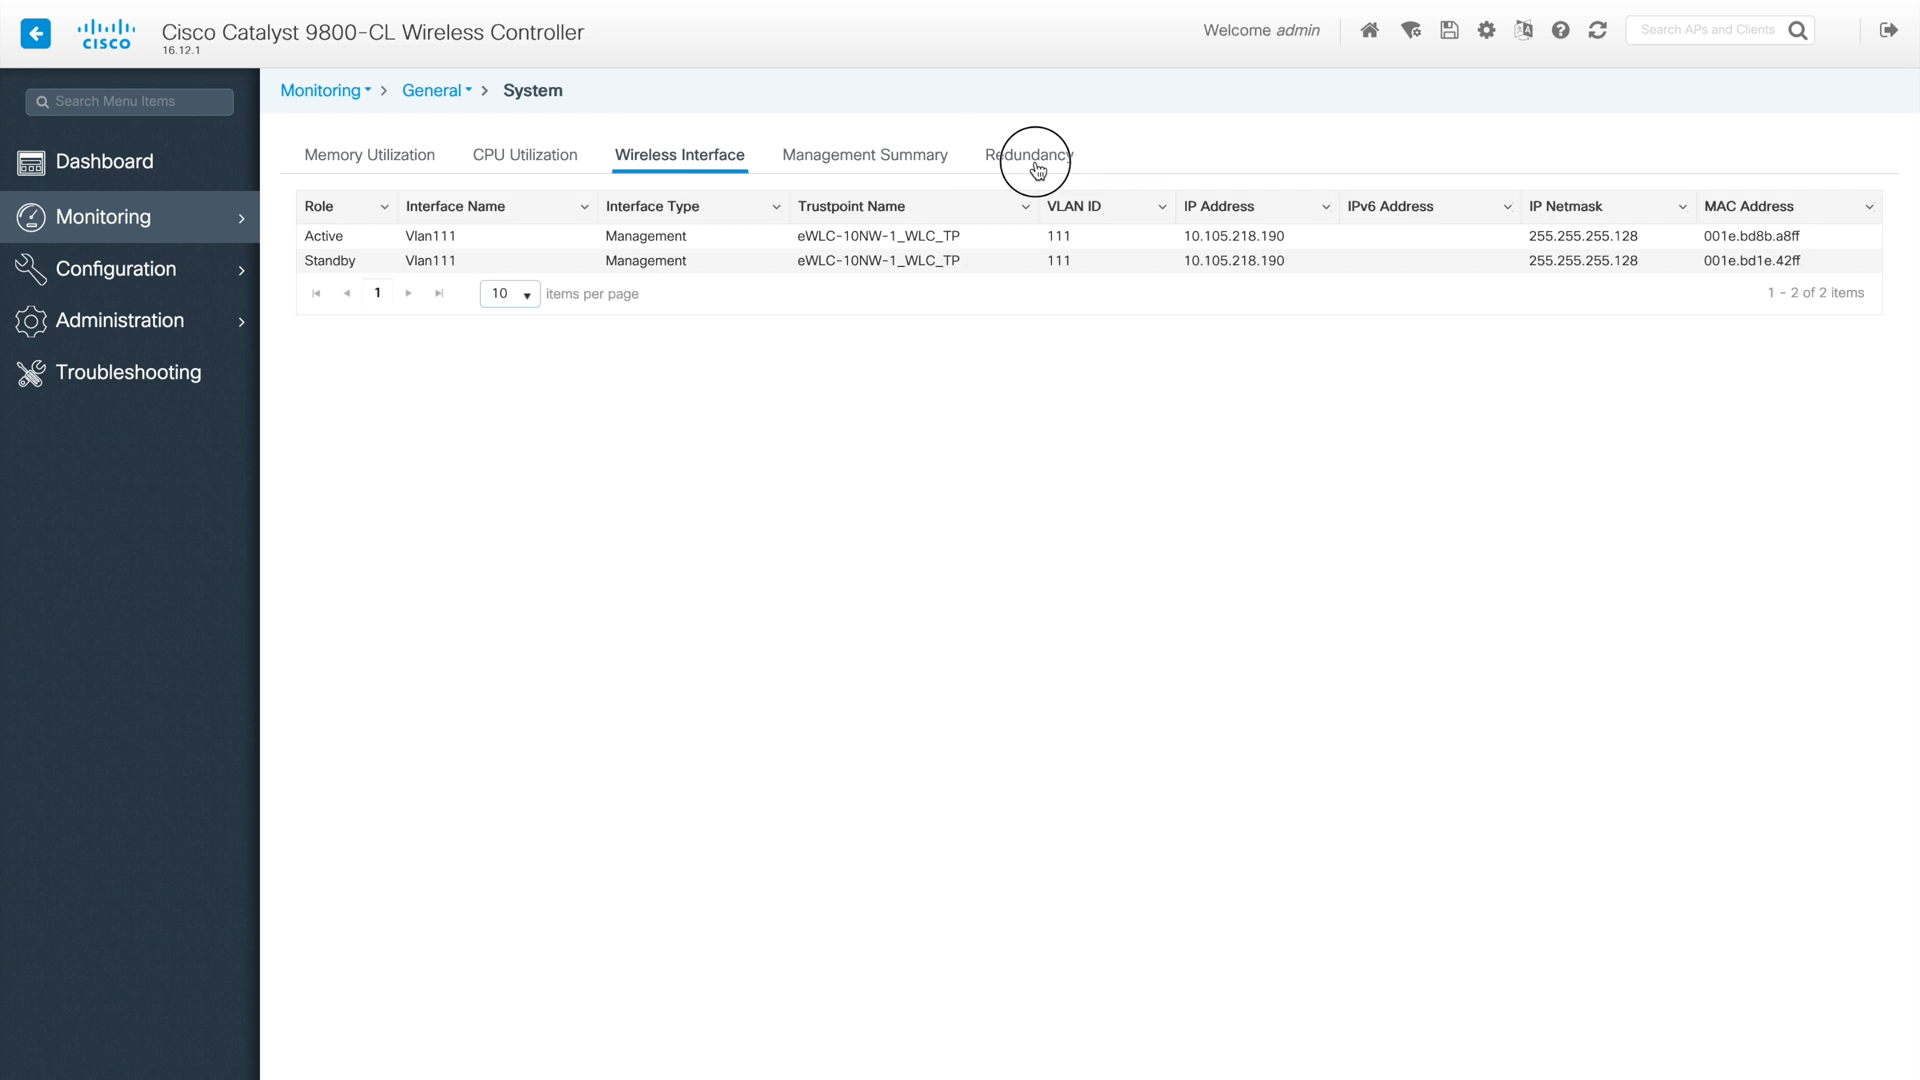 CISCO
Cisco Catalyst 9800-CL Wireless Controller
16.12.1
Welcome admin
Search APs and Clients
Search Menu Items
Dashboard
Monitoring
Configuration
Administration
Troubleshooting
Monitoring > General > System
Memory Utilization CPU Utilization Wireless Interface Management Summary Redundancy
Role Interface Name Interface Type Trustpoint Name VLAN ID IP Address IPv6 Address IP Netmask MAC Address
Active Vlan111 Management eWLC-10NW-1_WLC_TP 111 10.105.218.190 255.255.255.128 001e.bd8b.a8ff
Standby Vlan111 Management eWLC-10NW-1_WLC_TP 111 10.105.218.190 255.255.255.128 001e.bd1e.42ff
1 10 items per page 1 - 2 of 2 items